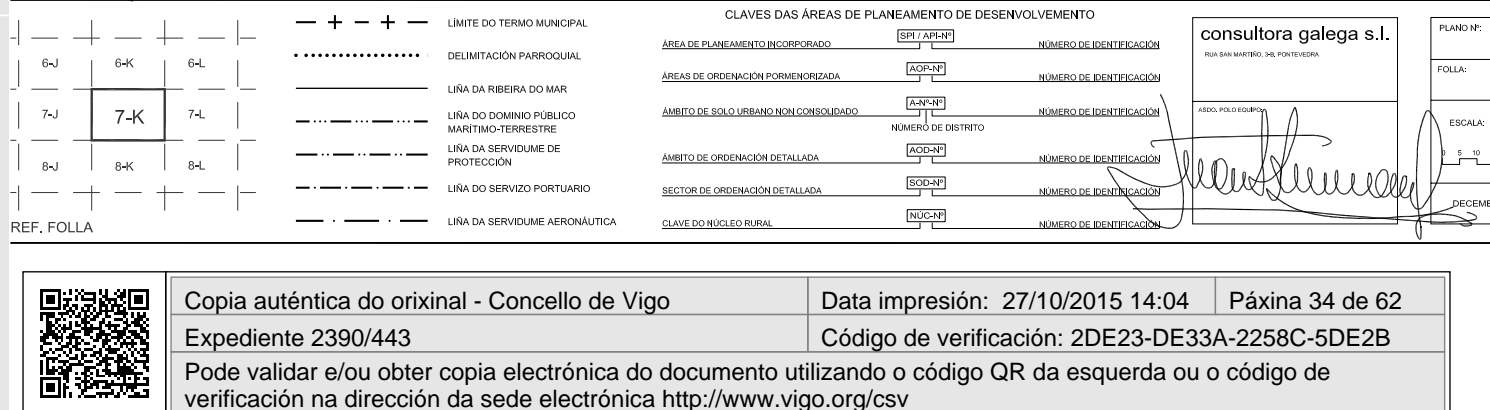 6-J 6-K 6-L
7-J 7-K 7-L
8-J 8-K 8-L
REF. FOLLA
LÍMITE DO TERMO MUNICIPAL
DELIMITACIÓN PARROQUIAL
LIÑA DA RIBEIRA DO MAR
LIÑA DO DOMINIO PÚBLICO
MARÍTIMO-TERRESTRE
LIÑA DA SERVIDUME DE
PROTECCIÓN
LIÑA DO SERVIZO PORTUARIO
LIÑA DA SERVIDUME AERONÁUTICA
CLAVES DAS ÁREAS DE PLANEAMENTO DE DESENVOLVEMENTO
ÁREA DE PLANEAMENTO INCORPORADO SPI / API-Nº NÚMERO DE IDENTIFICACIÓN
ÁREAS DE ORDENACIÓN PORMENORIZADA AOP-Nº NÚMERO DE IDENTIFICACIÓN
ÁMBITO DE SOLO URBANO NON CONSOLIDADO A-Nº-Nº NÚMERO DE IDENTIFICACIÓN
NÚMERO DE DISTRITO
ÁMBITO DE ORDENACIÓN DETALLADA AOD-Nº NÚMERO DE IDENTIFICACIÓN
SECTOR DE ORDENACIÓN DETALLADA SOD-Nº NÚMERO DE IDENTIFICACIÓN
CLAVE DO NÚCLEO RURAL NÚC-Nº NÚMERO DE IDENTIFICACIÓN
consultora galega s.l.
RUA SAN MARTIÑO, 3-B. PONTEVEDRA
ASDO. POLO EQUIPO:
PLANO Nº:
FOLLA:
ESCALA:
0 5 10
DECEMB
Copia auténtica do orixinal - Concello de Vigo Data impresión: 27/10/2015 14:04 Páxina 34 de 62
Expediente 2390/443 Código de verificación: 2DE23-DE33A-2258C-5DE2B
Pode validar e/ou obter copia electrónica do documento utilizando o código QR da esquerda ou o código de
verificación na dirección da sede electrónica http://www.vigo.org/csv